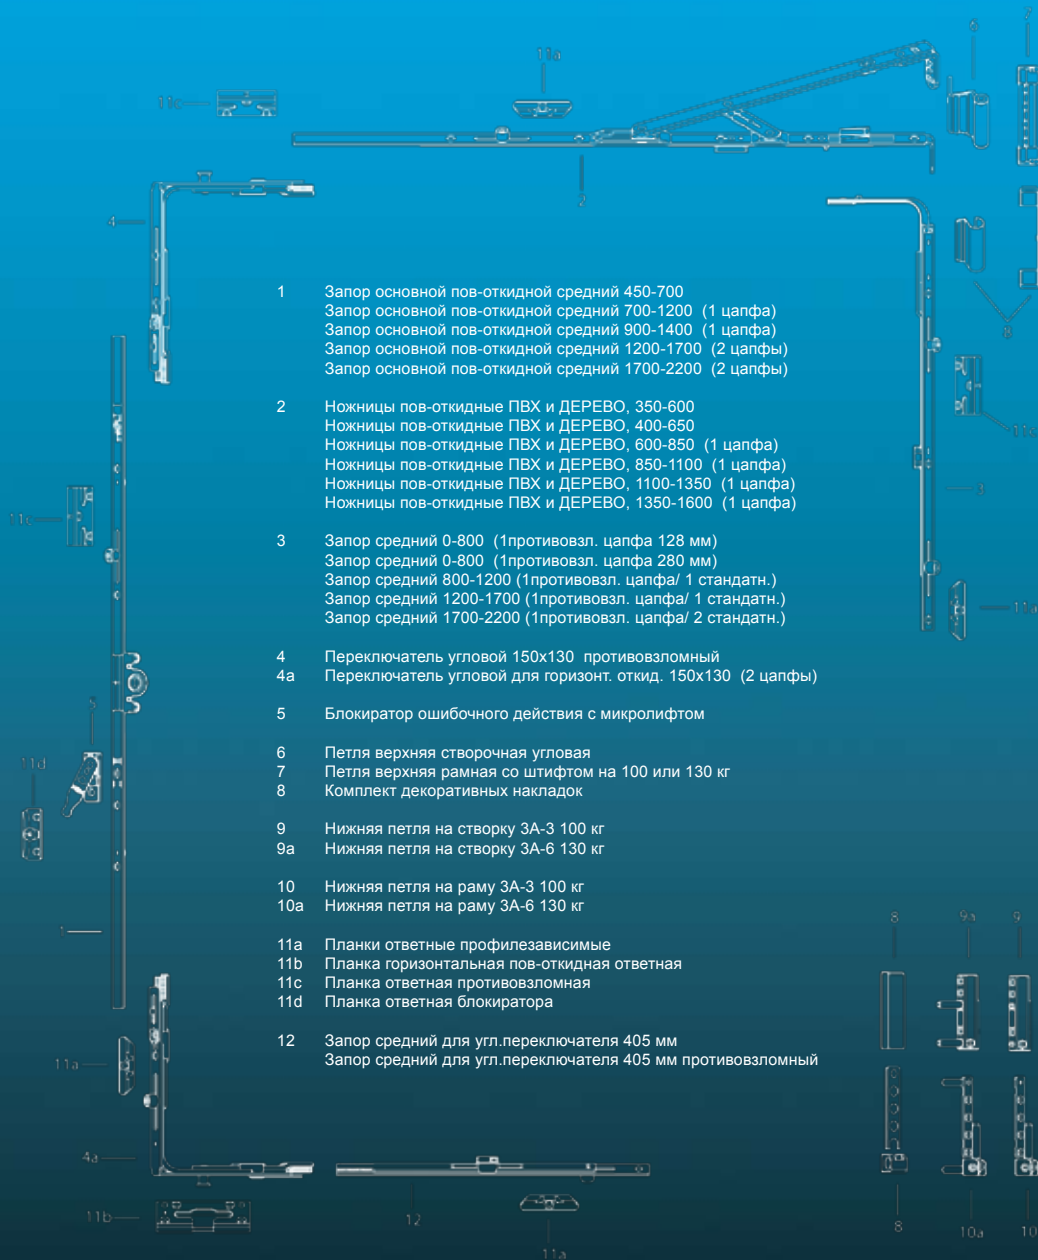 6
7
11a
11c
2
4
8
1 Запор основной пов-откидной средний 450-700
Запор основной пов-откидной средний 700-1200 (1 цапфа)
Запор основной пов-откидной средний 900-1400 (1 цапфа)
Запор основной пов-откидной средний 1200-1700 (2 цапфы)
Запор основной пов-откидной средний 1700-2200 (2 цапфы)
2 Ножницы пов-откидные ПВХ и ДЕРЕВО, 350-600
Ножницы пов-откидные ПВХ и ДЕРЕВО, 400-650
Ножницы пов-откидные ПВХ и ДЕРЕВО, 600-850 (1 цапфа)
Ножницы пов-откидные ПВХ и ДЕРЕВО, 850-1100 (1 цапфа)
Ножницы пов-откидные ПВХ и ДЕРЕВО, 1100-1350 (1 цапфа)
Ножницы пов-откидные ПВХ и ДЕРЕВО, 1350-1600 (1 цапфа)
11c
3
11c
3 Запор средний 0-800 (1противовзл. цапфа 128 мм)
Запор средний 0-800 (1противовзл. цапфа 280 мм)
Запор средний 800-1200 (1противовзл. цапфа/ 1 стандатн.)
Запор средний 1200-1700 (1противовзл. цапфа/ 1 стандатн.)
Запор средний 1700-2200 (1противовзл. цапфа/ 2 стандатн.)
11a
4 Переключатель угловой 150x130 противовзломный
4a Переключатель угловой для горизонт. откид. 150x130 (2 цапфы)
5
5 Блокиратор ошибочного действия с микролифтом
11d
6 Петля верхняя створочная угловая
7 Петля верхняя рамная со штифтом на 100 или 130 кг
8 Комплект декоративных накладок
9 Нижняя петля на створку 3А-3 100 кг
9a Нижняя петля на створку 3А-6 130 кг
10 Нижняя петля на раму 3А-3 100 кг
10a Нижняя петля на раму 3А-6 130 кг
8
9a
9
1
11a Планки ответные профилезависимые
11b Планка горизонтальная пов-откидная ответная
11c Планка ответная противовзломная
11d Планка ответная блокиратора
12 Запор средний для угл.переключателя 405 мм
Запор средний для угл.переключателя 405 мм противовзломный
11a
4a
11b
12
11a
8
10a
10